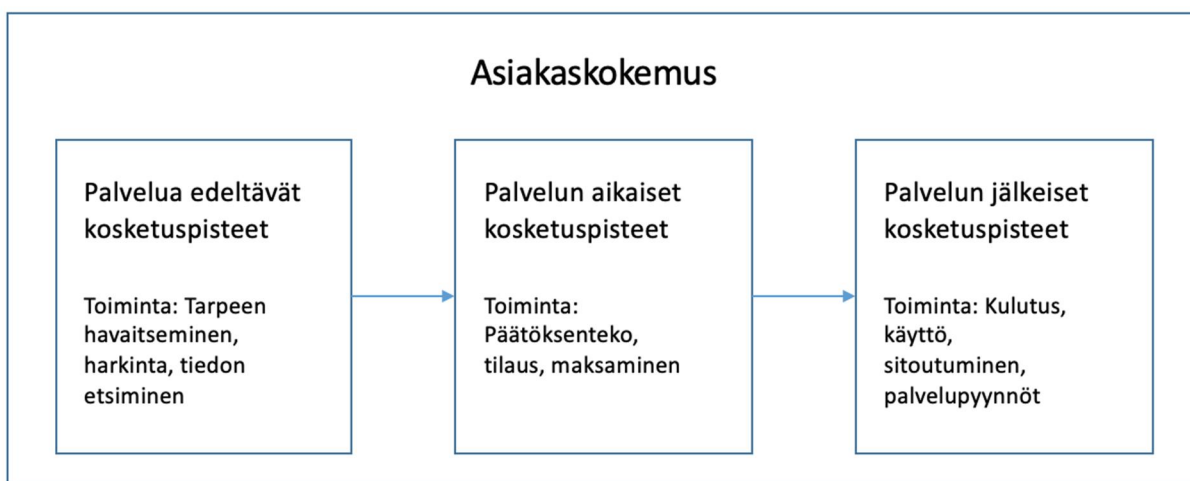 Asiakaskokemus
Palvelua edeltävät
kosketuspisteet
Toiminta: Tarpeen
havaitseminen,
harkinta, tiedon
etsiminen
Palvelun aikaiset
kosketuspisteet
Toiminta:
Päätöksenteko,
tilaus, maksaminen
Palvelun jälkeiset
kosketuspisteet
Toiminta: Kulutus,
käyttö,
sitoutuminen,
palvelupyynnöt